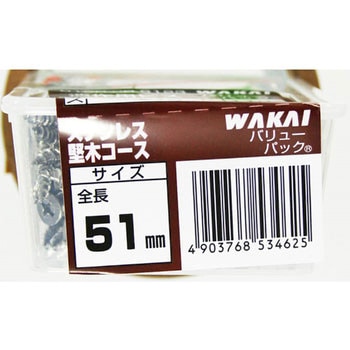 ステンレス
堅木コース
サイズ
全長
51mm
WAKAI
バリュー
パック®
4 903768 534625